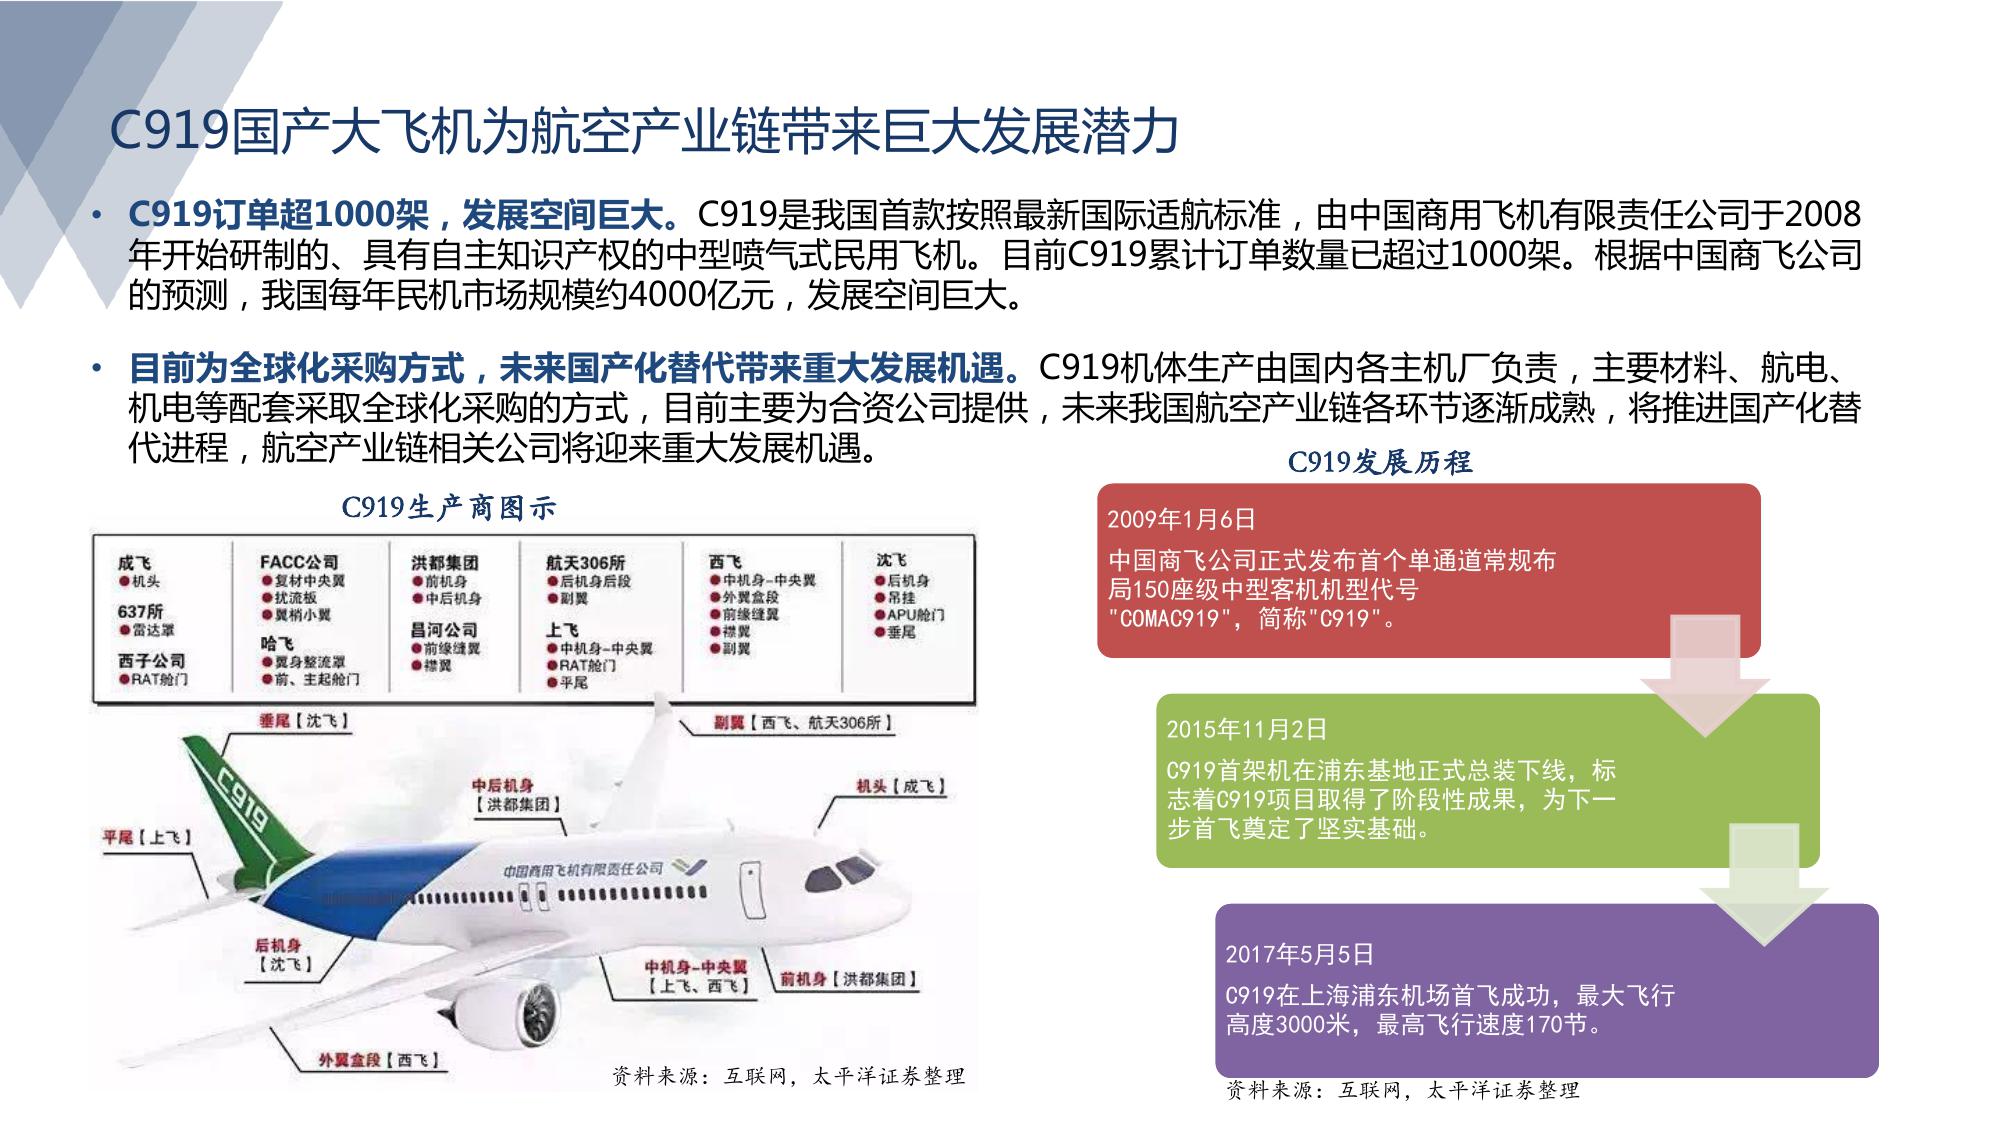 C919国产大飞机为航空产业链带来巨大发展潜力
• C919订单超1000架，发展空间巨大。C919是我国首款按照最新国际适航标准，由中国商用飞机有限责任公司于2008
年开始研制的、具有自主知识产权的中型喷气式民用飞机。目前C919累计订单数量已超过1000架。根据中国商飞公司
的预测，我国每年民机市场规模约4000亿元，发展空间巨大。
• 目前为全球化采购方式，未来国产化替代带来重大发展机遇。C919机体生产由国内各主机厂负责，主要材料、航电、
机电等配套采取全球化采购的方式，目前主要为合资公司提供，未来我国航空产业链各环节逐渐成熟，将推进国产化替
代进程，航空产业链相关公司将迎来重大发展机遇。
C919生产商图示
成飞
●机头
637所
●雷达罩
西子公司
●RAT舱门
FACC公司
●复材中央翼
●扰流板
●翼梢小翼
哈飞
●翼身整流罩
●前、主起舱门
洪都集团
●前机身
●中后机身
昌河公司
●前缘缝翼
●襟翼
航天306所
●后机身后段
●副翼
上飞
●中机身-中央翼
●RAT舱门
●平尾
西飞
●中机身-中央翼
●外翼盒段
●前缘缝翼
●襟翼
●副翼
沈飞
●后机身
●吊挂
●APU舱门
●垂尾
垂尾【沈飞】
副翼【西飞、航天306所】
中后机身
【洪都集团】
机头【成飞】
平尾【上飞】
C919
中国商用飞机有限责任公司
后机身
【沈飞】
中机身-中央翼
【上飞、西飞】
前机身【洪都集团】
外翼盒段【西飞】
资料来源：互联网，太平洋证券整理
C919发展历程
2009年1月6日
中国商飞公司正式发布首个单通道常规布
局150座级中型客机机型代号
"COMAC919"，简称"C919"。
2015年11月2日
C919首架机在浦东基地正式总装下线，标
志着C919项目取得了阶段性成果，为下一
步首飞奠定了坚实基础。
2017年5月5日
C919在上海浦东机场首飞成功，最大飞行
高度3000米，最高飞行速度170节。
资料来源：互联网，太平洋证券整理